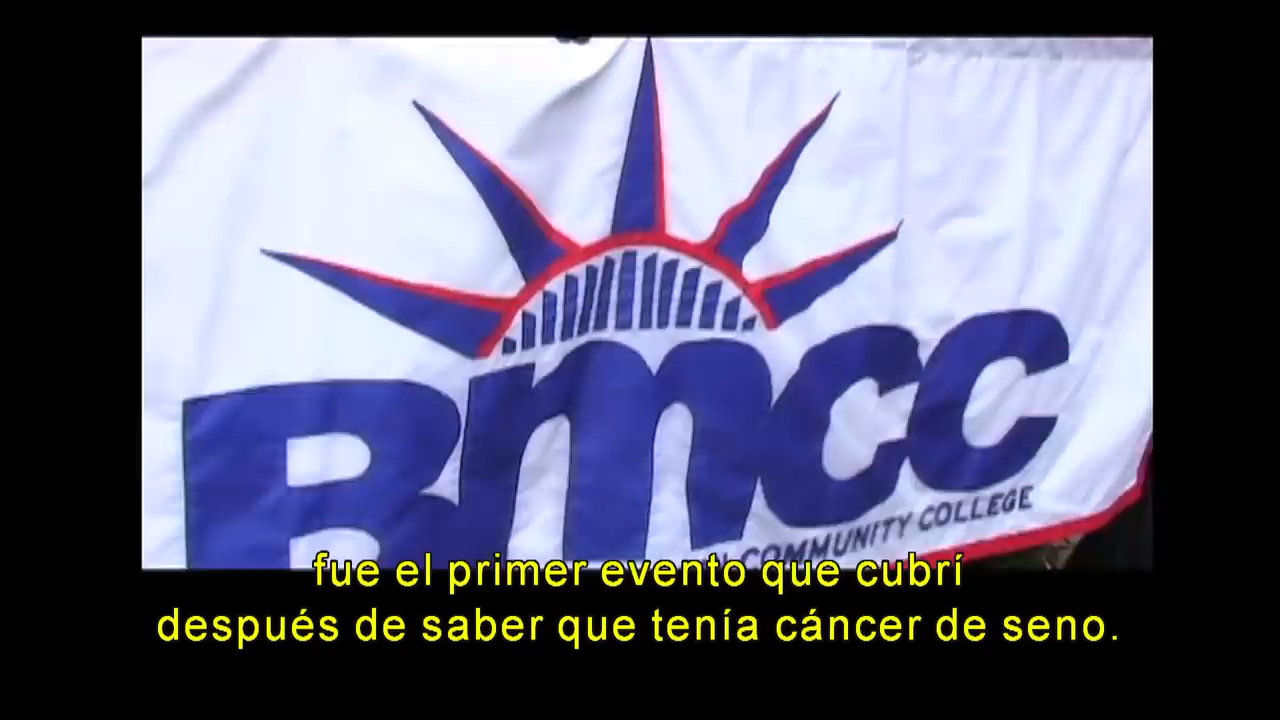 BMCC
COMMUNITY COLLEGE
fue el primer evento que cubrí
después de saber que tenía cáncer de seno.